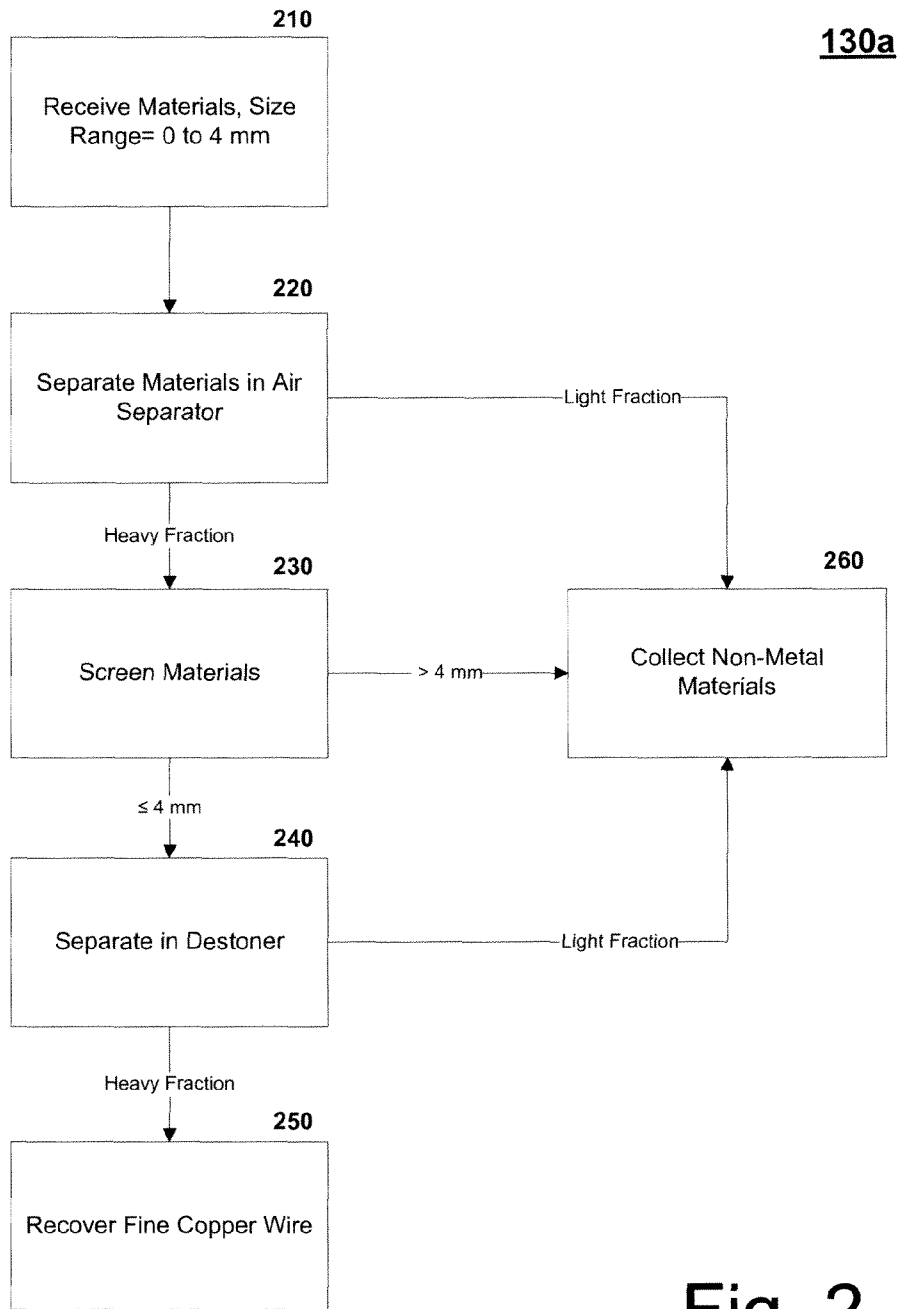 210
130a
Receive Materials, Size
Range= 0 to 4 mm
220
Separate Materials in Air
Separator
Light Fraction
Heavy Fraction
230
260
Screen Materials
> 4 mm
Collect Non-Metal
Materials
≤ 4 mm
240
Separate in Destoner
Light Fraction
Heavy Fraction
250
Recover Fine Copper Wire
Fig. 2